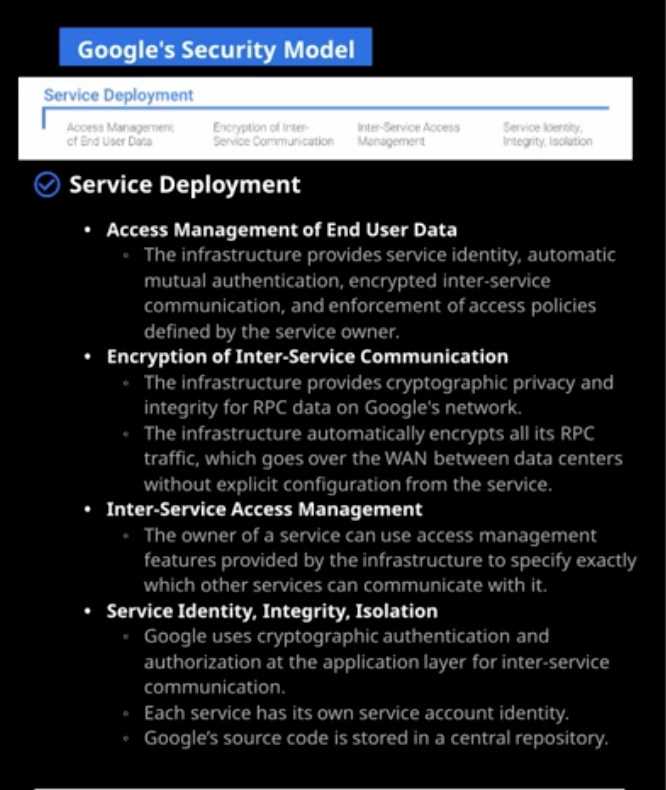 Google's Security Model
Service Deployment
Access Management
of End User Data
Encryption of Inter-
Service Communication
Inter-Service Access
Management
Service Identity,
Integrity, Isolation
Service Deployment
• Access Management of End User Data
◦ The infrastructure provides service identity, automatic
mutual authentication, encrypted inter-service
communication, and enforcement of access policies
defined by the service owner.
• Encryption of Inter-Service Communication
◦ The infrastructure provides cryptographic privacy and
integrity for RPC data on Google's network.
◦ The infrastructure automatically encrypts all its RPC
traffic, which goes over the WAN between data centers
without explicit configuration from the service.
• Inter-Service Access Management
◦ The owner of a service can use access management
features provided by the infrastructure to specify exactly
which other services can communicate with it.
• Service Identity, Integrity, Isolation
◦ Google uses cryptographic authentication and
authorization at the application layer for inter-service
communication.
◦ Each service has its own service account identity.
◦ Google’s source code is stored in a central repository.